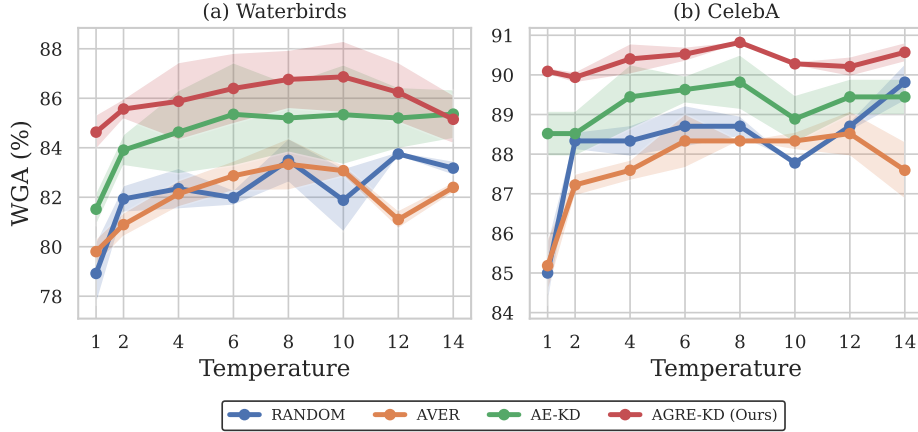 (a) Waterbirds
(b) CelebA
WGA (%)
88
86
84
82
80
78
1 2 4 6 8 10 12 14
Temperature
91
90
89
88
87
86
85
84
1 2 4 6 8 10 12 14
Temperature
RANDOM AVER AE-KD AGRE-KD (Ours)